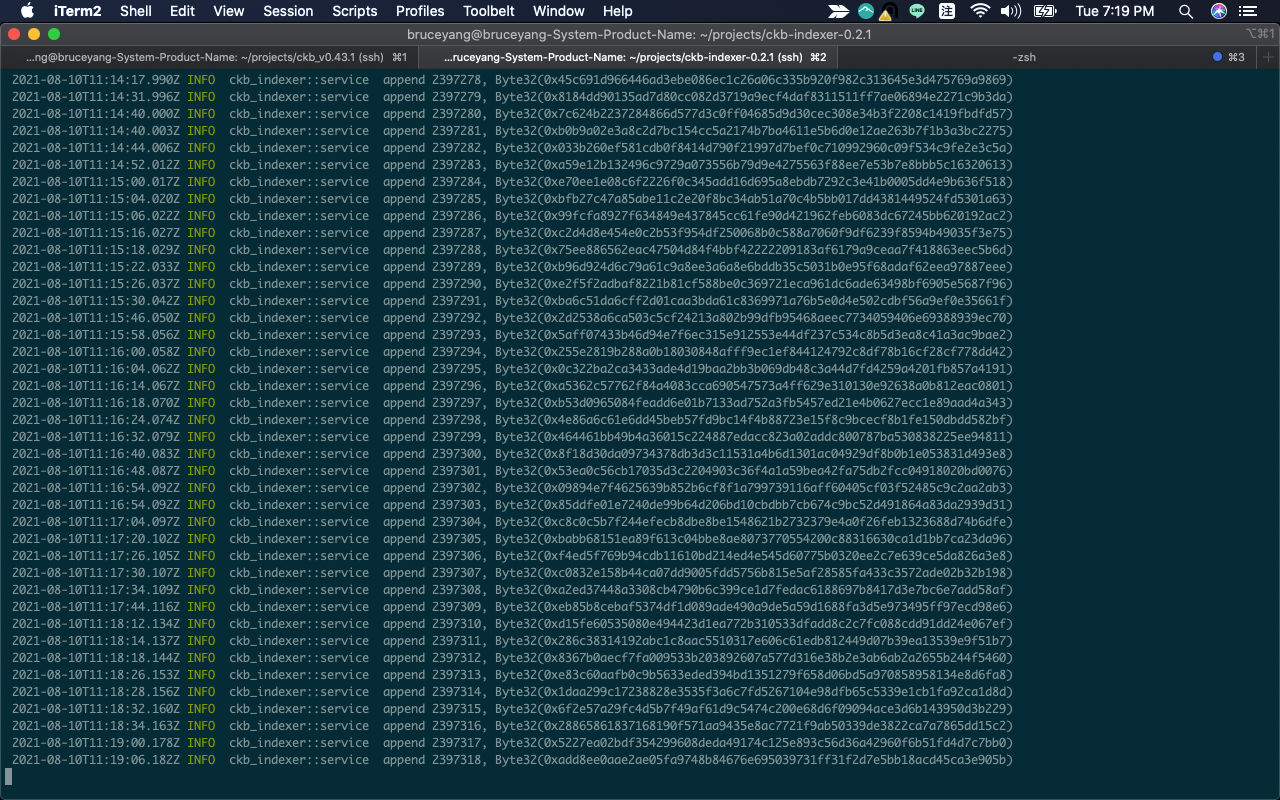 iTerm2 Shell Edit View Session Scripts Profiles Toolbelt Window Help LINE 注 Tue 7:19 PM
bruceyang@bruceyang-System-Product-Name: ~/projects/ckb-indexer-0.2.1 ⌥⌘1
...ng@bruceyang-System-Product-Name: ~/projects/ckb_v0.43.1 (ssh) ⌘1 ...ruceyang-System-Product-Name: ~/projects/ckb-indexer-0.2.1 (ssh) ⌘2 -zsh ⌘3
2021-08-10T11:14:17.990Z INFO ckb_indexer::service append 2397278, Byte32(0x45c691d966446ad3ebe086ec1c26a06c335b920f982c313645e3d475769a9869)
2021-08-10T11:14:31.996Z INFO ckb_indexer::service append 2397279, Byte32(0x8184dd90135ad7d80cc082d3719a9ecf4daf8311511ff7ae06894e2271c9b3da)
2021-08-10T11:14:40.000Z INFO ckb_indexer::service append 2397280, Byte32(0x7c624b2237284866d577d3c0ff04685d9d30cec308e34b3f2208c1419fbdfd57)
2021-08-10T11:14:40.003Z INFO ckb_indexer::service append 2397281, Byte32(0xb0b9a02e3a8c2d7bc154cc5a2174b7ba4611e5b6d0e12ae263b7f1b3a3bc2275)
2021-08-10T11:14:44.006Z INFO ckb_indexer::service append 2397282, Byte32(0x033b260ef581cdb0f8414d790f21997d7bef0c710992960c09f534c9fe2e3c5a)
2021-08-10T11:14:52.012Z INFO ckb_indexer::service append 2397283, Byte32(0xa59e12b132496c9729a073556b79d9e4275563f88ee7e53b7e8bbb5c16320613)
2021-08-10T11:15:00.017Z INFO ckb_indexer::service append 2397284, Byte32(0xe70ee1e08c6f2226f0c345add16d695a8ebdb7292c3e41b0005dd4e9b636f518)
2021-08-10T11:15:04.020Z INFO ckb_indexer::service append 2397285, Byte32(0xbfb27c47a85abe11c2e20f8bc34ab51a70c4b5bb017dd4381449524fd5301a63)
2021-08-10T11:15:06.022Z INFO ckb_indexer::service append 2397286, Byte32(0x99fcfa8927f634849e437845cc61fe90d421962feb6083dc67245bb620192ac2)
2021-08-10T11:15:16.027Z INFO ckb_indexer::service append 2397287, Byte32(0xc2d4d8e454e0c2b53f954df250068b0c588a7060f9df6239f8594b49035f3e75)
2021-08-10T11:15:18.029Z INFO ckb_indexer::service append 2397288, Byte32(0x75ee886562eac47504d84f4bbf42222209183af6179a9ceaa7f418863eec5b6d)
2021-08-10T11:15:22.033Z INFO ckb_indexer::service append 2397289, Byte32(0xb96d924d6c79a61c9a8ee3a6a8e6bddb35c5031b0e95f68adaf62eea97887eee)
2021-08-10T11:15:26.037Z INFO ckb_indexer::service append 2397290, Byte32(0xe2f5f2adbaf8221b81cf588be0c369721eca961dc6ade63498bf6905e5687f96)
2021-08-10T11:15:30.042Z INFO ckb_indexer::service append 2397291, Byte32(0xba6c51da6cff2d01caa3bda61c8369971a76b5e0d4e502cdbf56a9ef0e35661f)
2021-08-10T11:15:46.050Z INFO ckb_indexer::service append 2397292, Byte32(0x2d2538a6ca503c5cf24213a802b99dfb95468aeec7734059406e69388939ec70)
2021-08-10T11:15:58.056Z INFO ckb_indexer::service append 2397293, Byte32(0x5aff07433b46d94e7f6ec315e912553e44df237c534c8b5d3ea8c41a3ac9bae2)
2021-08-10T11:16:00.058Z INFO ckb_indexer::service append 2397294, Byte32(0x255e2819b288a0b18030848afff9ec1ef844124792c8df78b16cf28cf778dd42)
2021-08-10T11:16:04.062Z INFO ckb_indexer::service append 2397295, Byte32(0x0c322ba2ca3433ade4d19baa2bb3b069db48c3a44d7fd4259a4201fb857a4191)
2021-08-10T11:16:14.067Z INFO ckb_indexer::service append 2397296, Byte32(0xa5362c57762f84a4083cca690547573a4ff629e310130e92638a0b812eac0801)
2021-08-10T11:16:18.070Z INFO ckb_indexer::service append 2397297, Byte32(0xb53d0965084feadd6e01b7133ad752a3fb5457ed21e4b0627ecc1e89aad4a343)
2021-08-10T11:16:24.074Z INFO ckb_indexer::service append 2397298, Byte32(0x4e86a6c61e6dd45beb57fd9bc14f4b88723e15f8c9bcecf8b1fe150dbdd582bf)
2021-08-10T11:16:32.079Z INFO ckb_indexer::service append 2397299, Byte32(0x464461bb49b4a36015c224887edacc823a02addc800787ba530838225ee94811)
2021-08-10T11:16:40.083Z INFO ckb_indexer::service append 2397300, Byte32(0x8f18d30da09734378db3d3c11531a4b6d1301ac04929df8b0b1e053831d493e8)
2021-08-10T11:16:48.087Z INFO ckb_indexer::service append 2397301, Byte32(0x53ea0c56cb17035d3c2204903c36f4a1a59bea42fa75db2fcc04918020bd0076)
2021-08-10T11:16:54.092Z INFO ckb_indexer::service append 2397302, Byte32(0x09894e7f4625639b852b6cf8f1a799739116aff60405cf03f52485c9c2aa2ab3)
2021-08-10T11:16:54.092Z INFO ckb_indexer::service append 2397303, Byte32(0x85ddfe01e7240de99b64d206bd10cbdbb7cb674c9bc52d491864a83da2939d31)
2021-08-10T11:17:04.097Z INFO ckb_indexer::service append 2397304, Byte32(0xc8c0c5b7f244efecb8dbe8be1548621b2732379e4a0f26feb1323688d74b6dfe)
2021-08-10T11:17:20.102Z INFO ckb_indexer::service append 2397305, Byte32(0xbabb68151ea89f613c04bbe8ae8073770554200c88316630ca1d1bb7ca23da96)
2021-08-10T11:17:26.105Z INFO ckb_indexer::service append 2397306, Byte32(0xf4ed5f769b94cdb11610bd214ed4e545d60775b0320ee2c7e639ce5da826a3e8)
2021-08-10T11:17:30.107Z INFO ckb_indexer::service append 2397307, Byte32(0xc0832e158b44ca07dd9005fdd5756b815e5af28585fa433c3572ade02b32b198)
2021-08-10T11:17:34.109Z INFO ckb_indexer::service append 2397308, Byte32(0xa2ed37448a3308cb4790b6c399ce1d7fedac6188697b8417d3e7bc6e7add58af)
2021-08-10T11:17:44.116Z INFO ckb_indexer::service append 2397309, Byte32(0xeb85b8cebaf5374df1d089ade490a9de5a59d1688fa3d5e973495ff97ecd98e6)
2021-08-10T11:18:12.134Z INFO ckb_indexer::service append 2397310, Byte32(0xd15fe60535080e494423d1ea772b310533dfadd8c2c7fc088cdd91dd24e067ef)
2021-08-10T11:18:14.137Z INFO ckb_indexer::service append 2397311, Byte32(0x286c38314192abc1c8aac5510317e606c61edb812449d07b39ea13539e9f51b7)
2021-08-10T11:18:18.144Z INFO ckb_indexer::service append 2397312, Byte32(0x8367b0aecf7fa009533b203892607a577d316e38b2e3ab6ab2a2655b244f5460)
2021-08-10T11:18:26.153Z INFO ckb_indexer::service append 2397313, Byte32(0xe83c60aafb0c9b5633eded394bd1351279f658d06bd5a970858958134e8d6fa8)
2021-08-10T11:18:28.156Z INFO ckb_indexer::service append 2397314, Byte32(0x1daa299c17238828e3535f3a6c7fd5267104e98dfb65c5339e1cb1fa92ca1d8d)
2021-08-10T11:18:32.160Z INFO ckb_indexer::service append 2397315, Byte32(0x6f2e57a29fc4d5b7f49af61d9c5474c200e68d6f09094ace3d6b143950d3b229)
2021-08-10T11:18:34.163Z INFO ckb_indexer::service append 2397316, Byte32(0x28865861837168190f571aa9435e8ac7721f9ab50339de3822ca7a7865dd15c2)
2021-08-10T11:19:00.178Z INFO ckb_indexer::service append 2397317, Byte32(0x5227ea02bdf354299608deda49174c125e893c56d36a42960f6b51fd4d7c7bb0)
2021-08-10T11:19:06.182Z INFO ckb_indexer::service append 2397318, Byte32(0xadd8ee0aae2ae05fa9748b84676e695039731ff31f2d7e5bb18acd45ca3e905b)